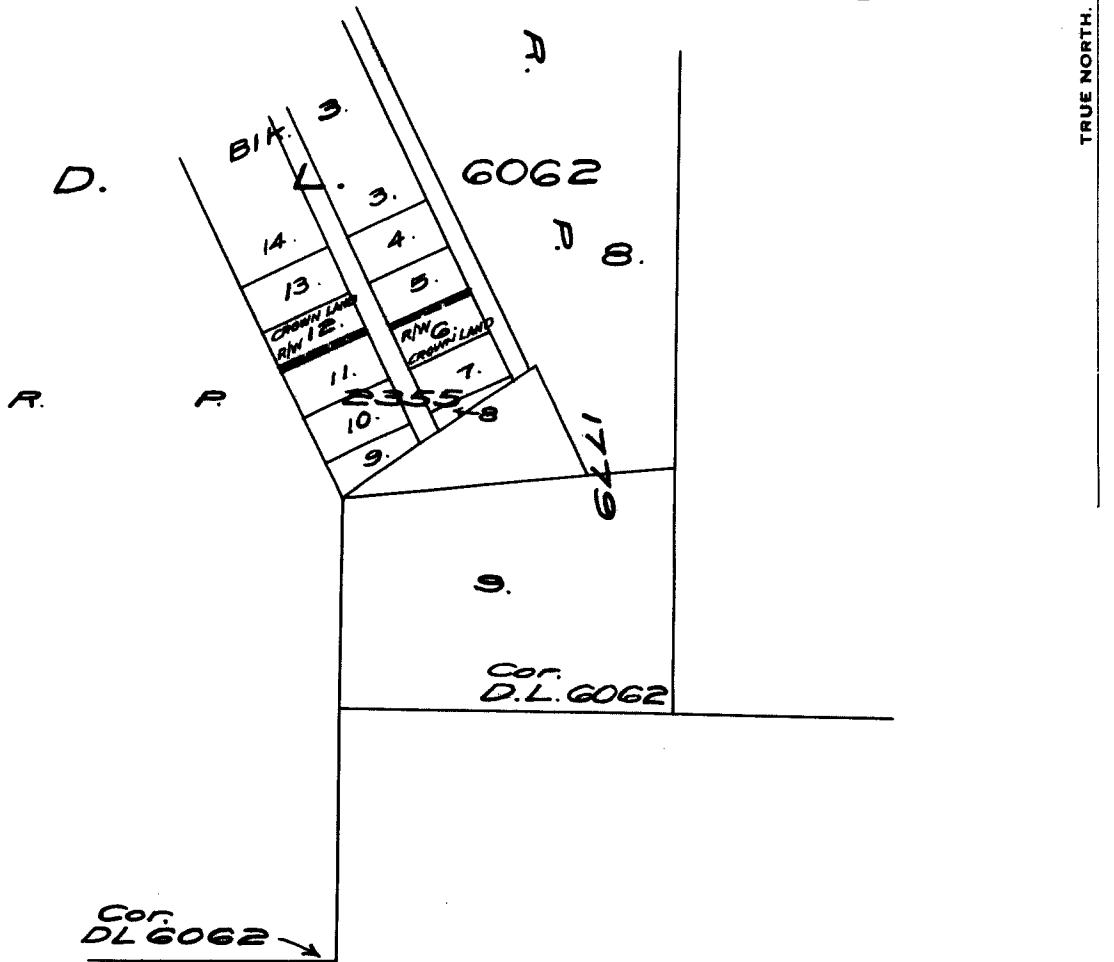 TRUE NORTH.
P.
Blk. 3.
D. L. 6062
3.
14. 4.
P. 8.
13. 5.
CROWN LAND
R/W 12. R/W 6.
CROWN LAND
11. 7.
R. P. 2355
8
10.
9.
1779
9.
Cor.
D.L. 6062
Cor.
DL 6062